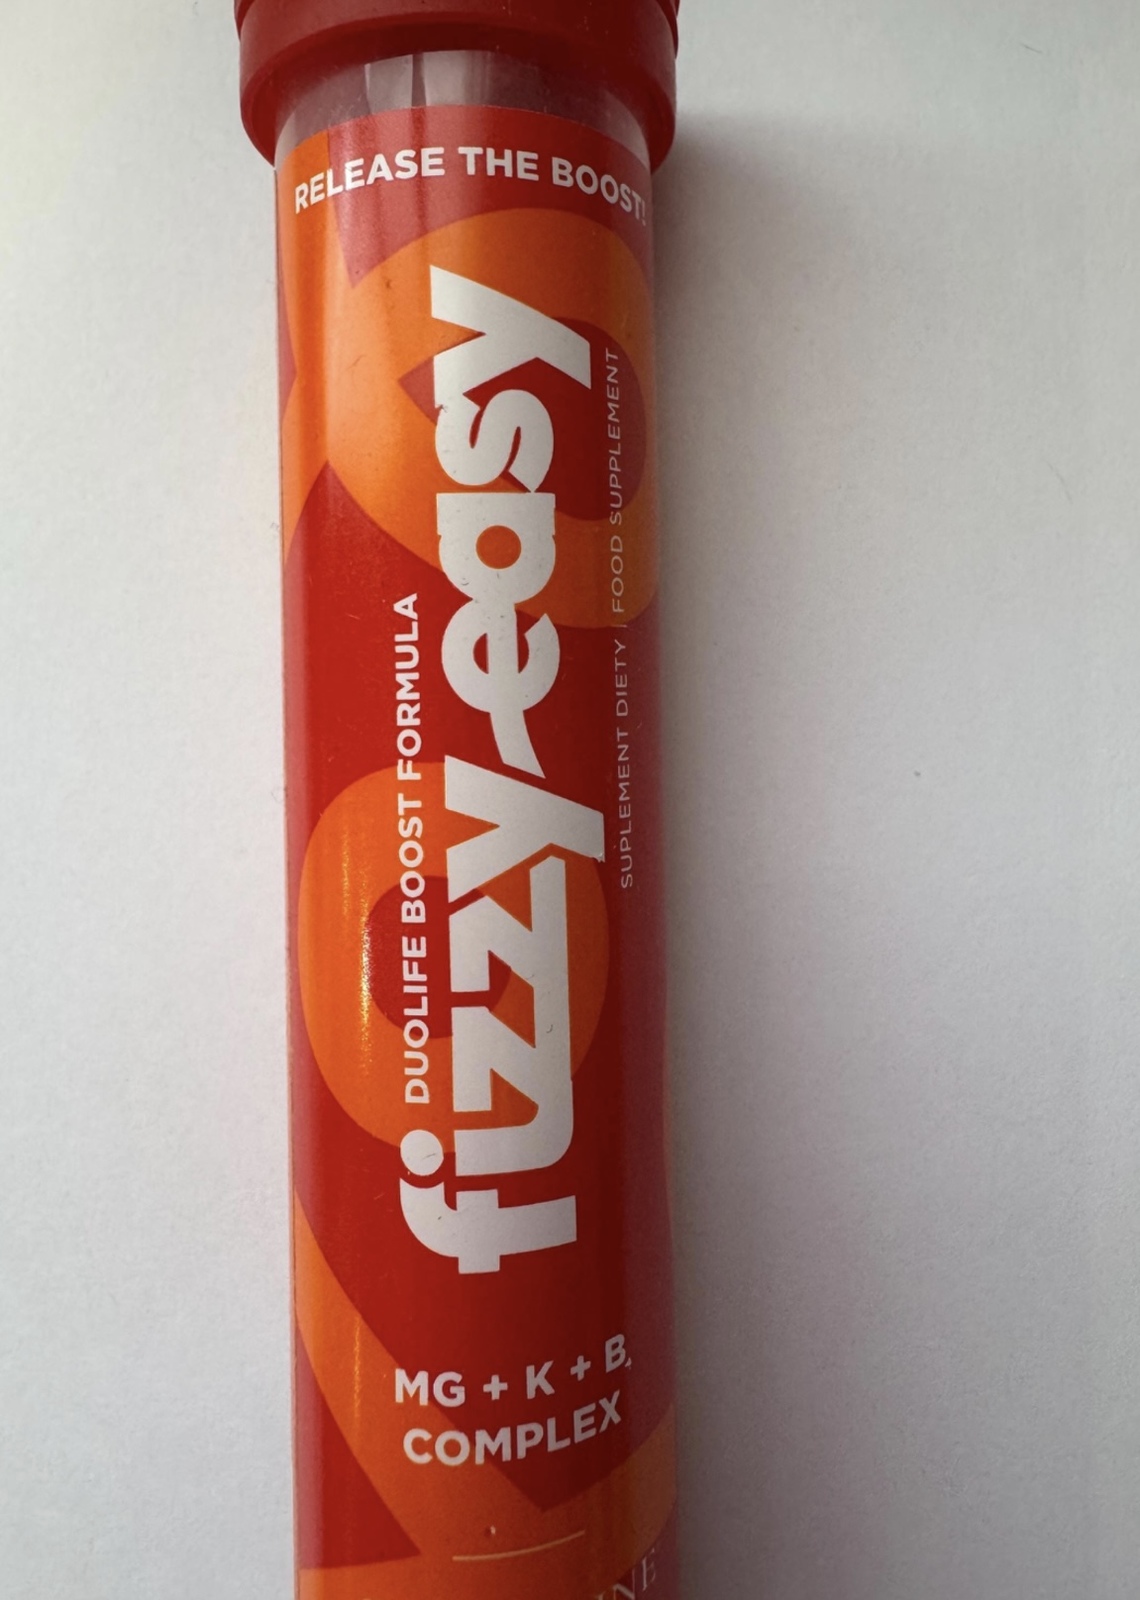 RELEASE THE BOOST!
DUOLIFE BOOST FORMULA
fizzy-easy
SUPLEMENT DIETY | FOOD SUPPLEMENT
MG + K + B
COMPLEX